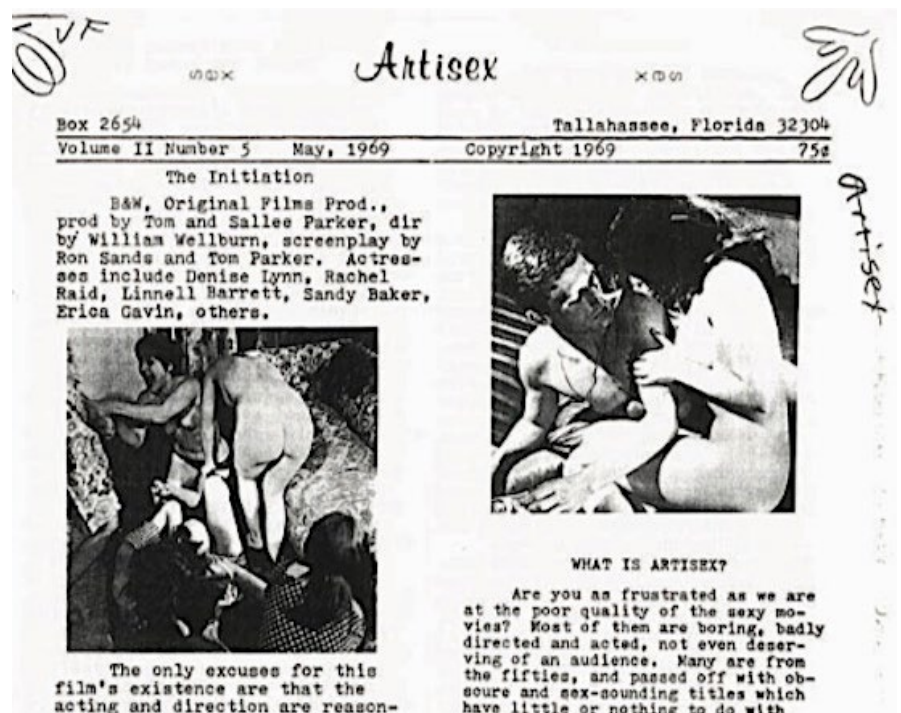 VF
sex Artisex sex
Box 2654 Tallahassee, Florida 32304
Volume II Number 5 May, 1969 Copyright 1969 75¢
The Initiation
B&W, Original Films Prod.,
prod by Tom and Sallee Parker, dir
by William Wellburn, screenplay by
Ron Sands and Tom Parker. Actres-
ses include Denise Lynn, Rachel
Raid, Linnell Barrett, Sandy Baker,
Erica Gavin, others.
The only excuses for this
film's existence are that the
acting and direction are reason-
Artisex
WHAT IS ARTISEX?
Are you as frustrated as we are
at the poor quality of the sexy mo-
vies? Most of them are boring, badly
directed and acted, not even deser-
ving of an audience. Many are from
the fifties, and passed off with ob-
scure and sex-sounding titles which
have little or nothing to do with